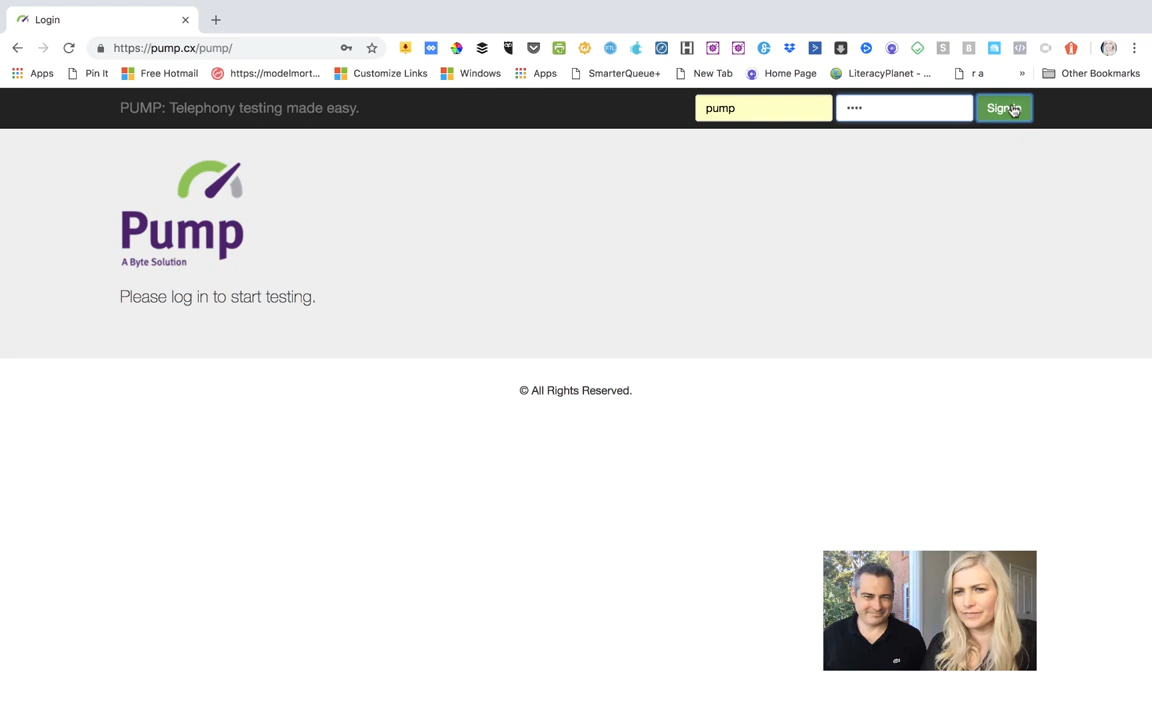 Login
https://pump.cx/pump/
Apps
Pin It
Free Hotmail
https://modelmort...
Customize Links
Windows
Apps
SmarterQueue+
New Tab
Home Page
LiteracyPlanet - ...
r a
»
Other Bookmarks
PUMP: Telephony testing made easy.
pump
••••
Sign in
Pump
A Byte Solution
Please log in to start testing.
© All Rights Reserved.